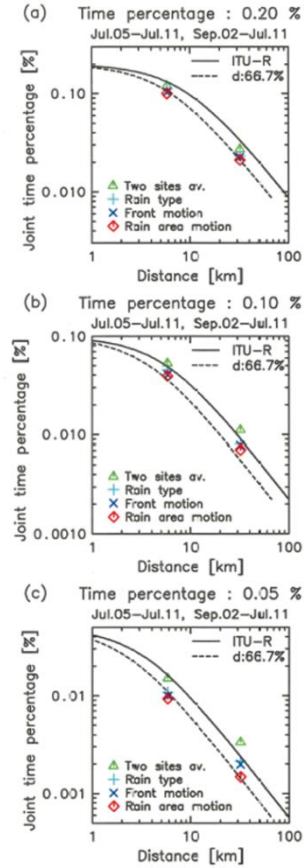 (a) Time percentage : 0.20 %
Jul.05−Jul.11, Sep.02−Jul.11
ITU−R
d:66.7%
0.10
0.010
Joint time percentage [%]
Two sites av.
Rain type
Front motion
Rain area motion
1 10 100
Distance [km]
(b) Time percentage : 0.10 %
Jul.05−Jul.11, Sep.02−Jul.11
0.10
ITU−R
d:66.7%
0.010
Joint time percentage [%]
Two sites av.
Rain type
Front motion
Rain area motion
0.0010
1 10 100
Distance [km]
(c) Time percentage : 0.05 %
Jul.05−Jul.11, Sep.02−Jul.11
ITU−R
d:66.7%
0.01
Joint time percentage [%]
Two sites av.
Rain type
Front motion
Rain area motion
0.001
1 10 100
Distance [km]